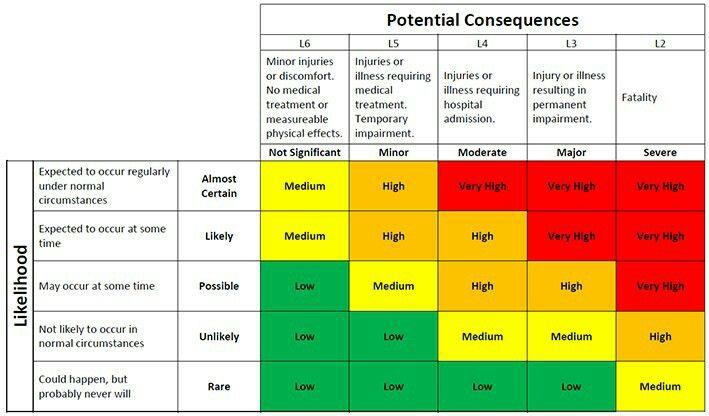 Potential Consequences
L6
L5
L4
L3
L2
Minor injuries
or discomfort.
No medical
treatment or
measureable
physical effects.
Injuries or
illness requiring
medical
treatment.
Temporary
impairment.
Injuries or
illness requiring
hospital
admission.
Injury or illness
resulting in
permanent
impairment.
Fatality
Not Significant
Minor
Moderate
Major
Severe
Likelihood
Expected to occur regularly
under normal
circumstances
Almost
Certain
Medium
High
Very High
Very High
Very High
Expected to occur at some
time
Likely
Medium
High
High
Very High
Very High
May occur at some time
Possible
Low
Medium
High
High
Very High
Not likely to occur in
normal circumstances
Unlikely
Low
Low
Medium
Medium
High
Could happen, but
probably never will
Rare
Low
Low
Low
Low
Medium